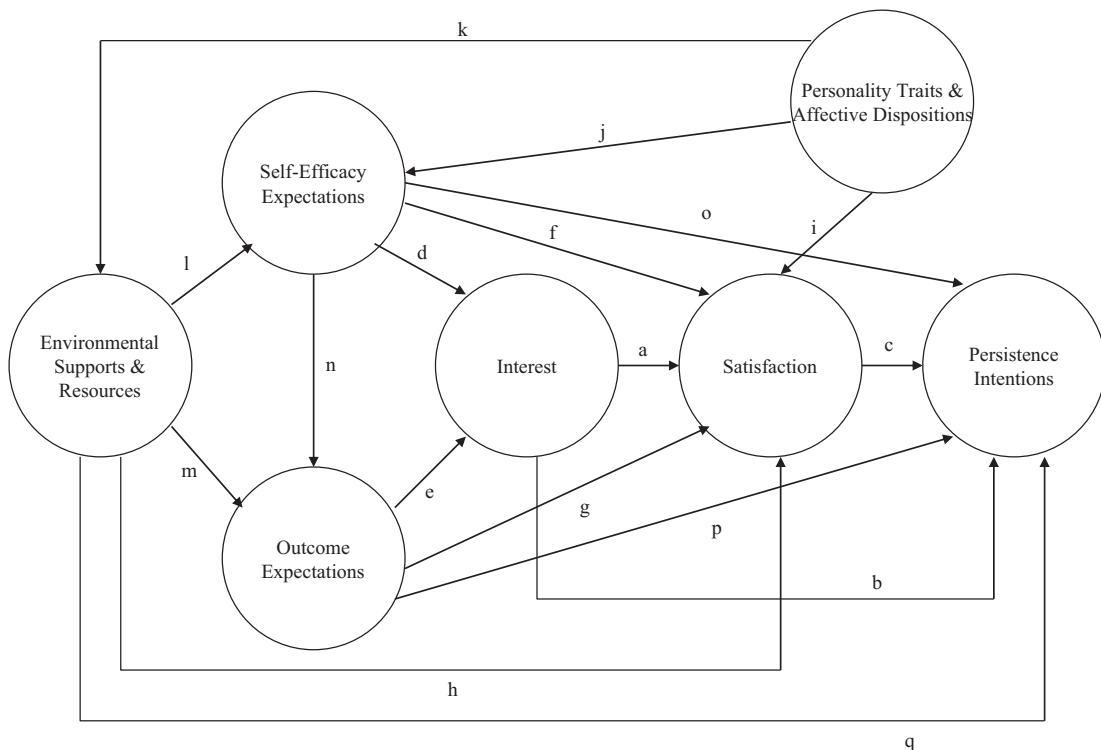 k
Personality Traits &
Affective Dispositions
j
Self-Efficacy
Expectations
o
i
f
d
l
Environmental
Supports &
Resources
n
Interest
a
Satisfaction
c
Persistence
Intentions
m
e
g
p
Outcome
Expectations
b
h
q